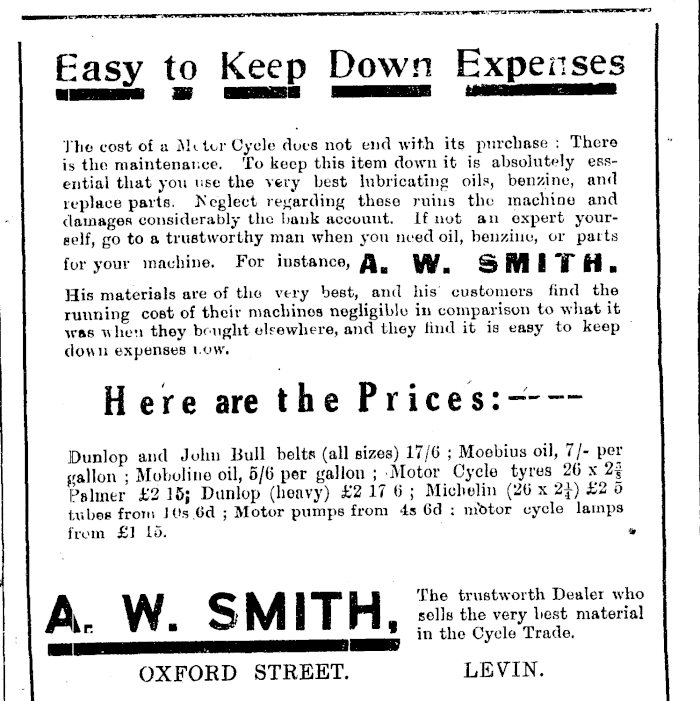 Easy to Keep Down Expenses
The cost of a Motor Cycle does not end with its purchase : There
is the maintenance. To keep this item down it is absolutely ess-
ential that you use the very best lubricating oils, benzine, and
replace parts. Neglect regarding these ruins the machine and
damages considerably the bank account. If not an expert your-
self, go to a trustworthy man when you need oil, benzine, or parts
for your machine. For instance, A. W. SMITH.
His materials are of the very best, and his customers find the
running cost of their machines negligible in comparison to what it
was when they bought elsewhere, and they find it is easy to keep
down expenses now.
Here are the Prices:----
Dunlop and John Bull belts (all sizes) 17/6 ; Moebius oil, 7/- per
gallon ; Moboline oil, 5/6 per gallon ; Motor Cycle tyres 26 x
Palmer £2 15; Dunlop (heavy) £2 17 6 ; Michelin (26 x 2¼) £2 5
tubes from 10s 6d ; Motor pumps from 4s 6d : motor cycle lamps
from £1 15.
A. W. SMITH,
The trustworth Dealer who
sells the very best material
in the Cycle Trade.
OXFORD STREET. LEVIN.